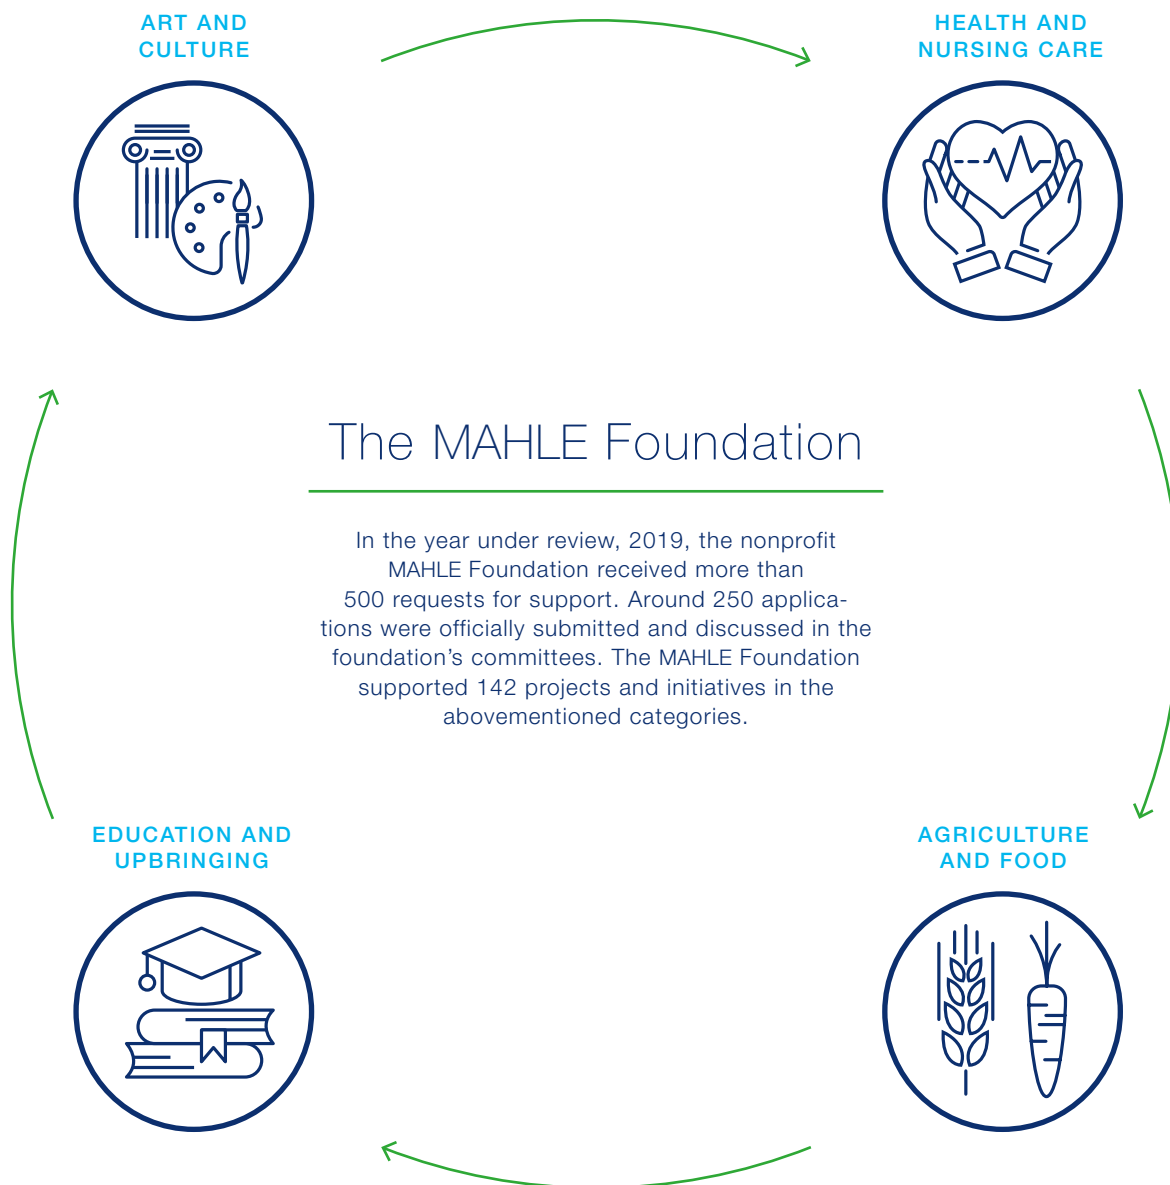 ART AND
CULTURE
HEALTH AND
NURSING CARE
The MAHLE Foundation
In the year under review, 2019, the nonprofit
MAHLE Foundation received more than
500 requests for support. Around 250 applica-
tions were officially submitted and discussed in the
foundation’s committees. The MAHLE Foundation
supported 142 projects and initiatives in the
abovementioned categories.
EDUCATION AND
UPBRINGING
AGRICULTURE
AND FOOD